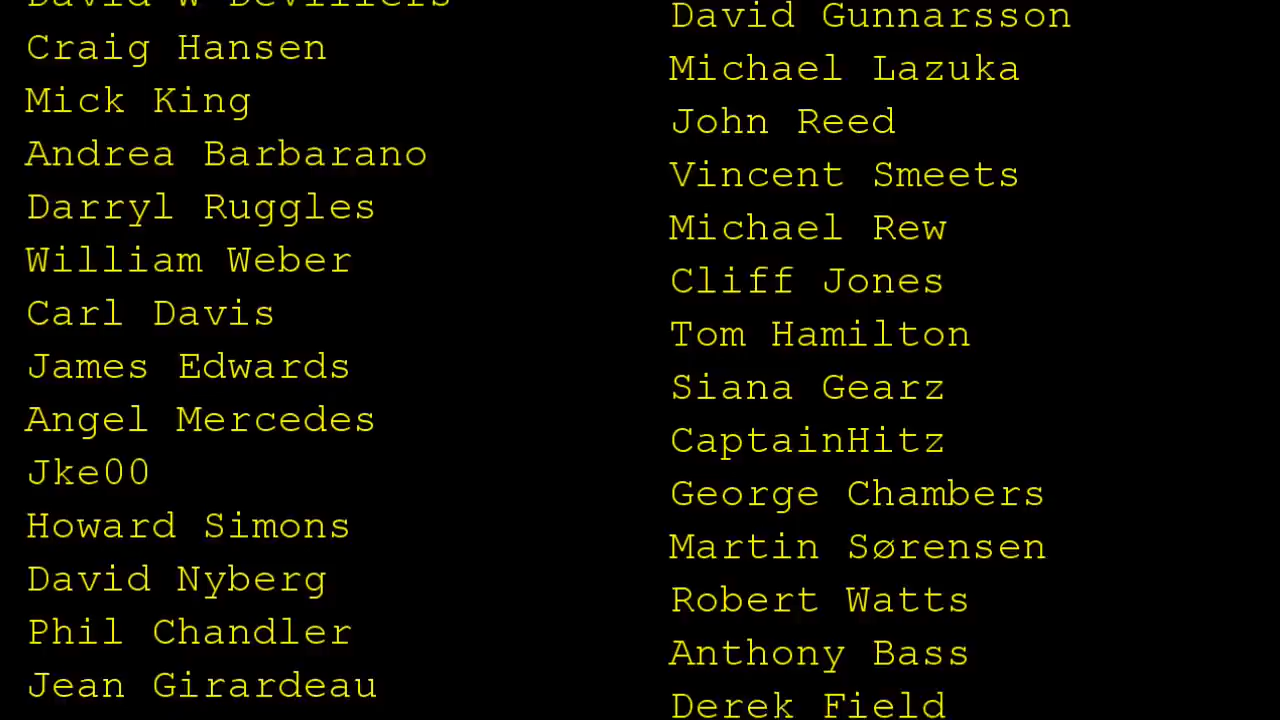 David W Devilliers
Craig Hansen
Mick King
Andrea Barbarano
Darryl Ruggles
William Weber
Carl Davis
James Edwards
Angel Mercedes
Jke00
Howard Simons
David Nyberg
Phil Chandler
Jean Girardeau
David Gunnarsson
Michael Lazuka
John Reed
Vincent Smeets
Michael Rew
Cliff Jones
Tom Hamilton
Siana Gearz
CaptainHitz
George Chambers
Martin Sørensen
Robert Watts
Anthony Bass
Derek Field